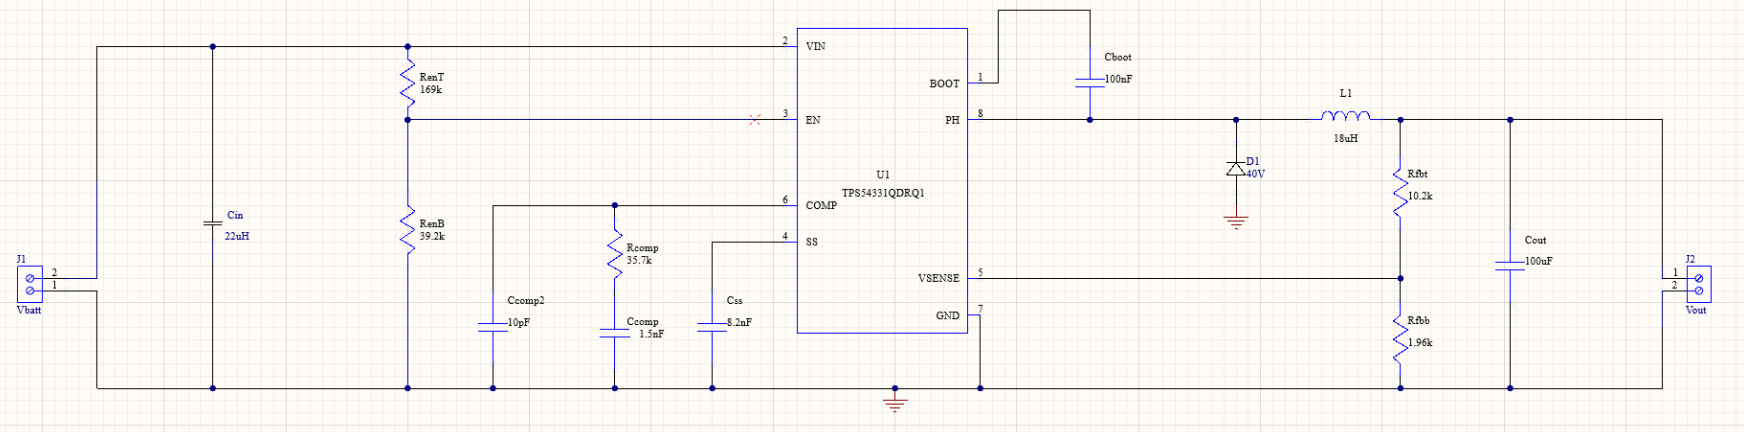 J1
2
1
Vbatt
Cin
22uH
RenT
169k
RenB
39.2k
Ccomp2
10pF
Rcomp
35.7k
Ccomp
1.5nF
Css
8.2nF
2
VIN
3
EN
6
COMP
4
SS
U1
TPS54331QDRQ1
BOOT
1
PH
8
VSENSE
5
GND
7
Cboot
100nF
D1
40V
L1
18uH
Rfbt
10.2k
Rfbb
1.96k
Cout
100uF
J2
1
2
Vout